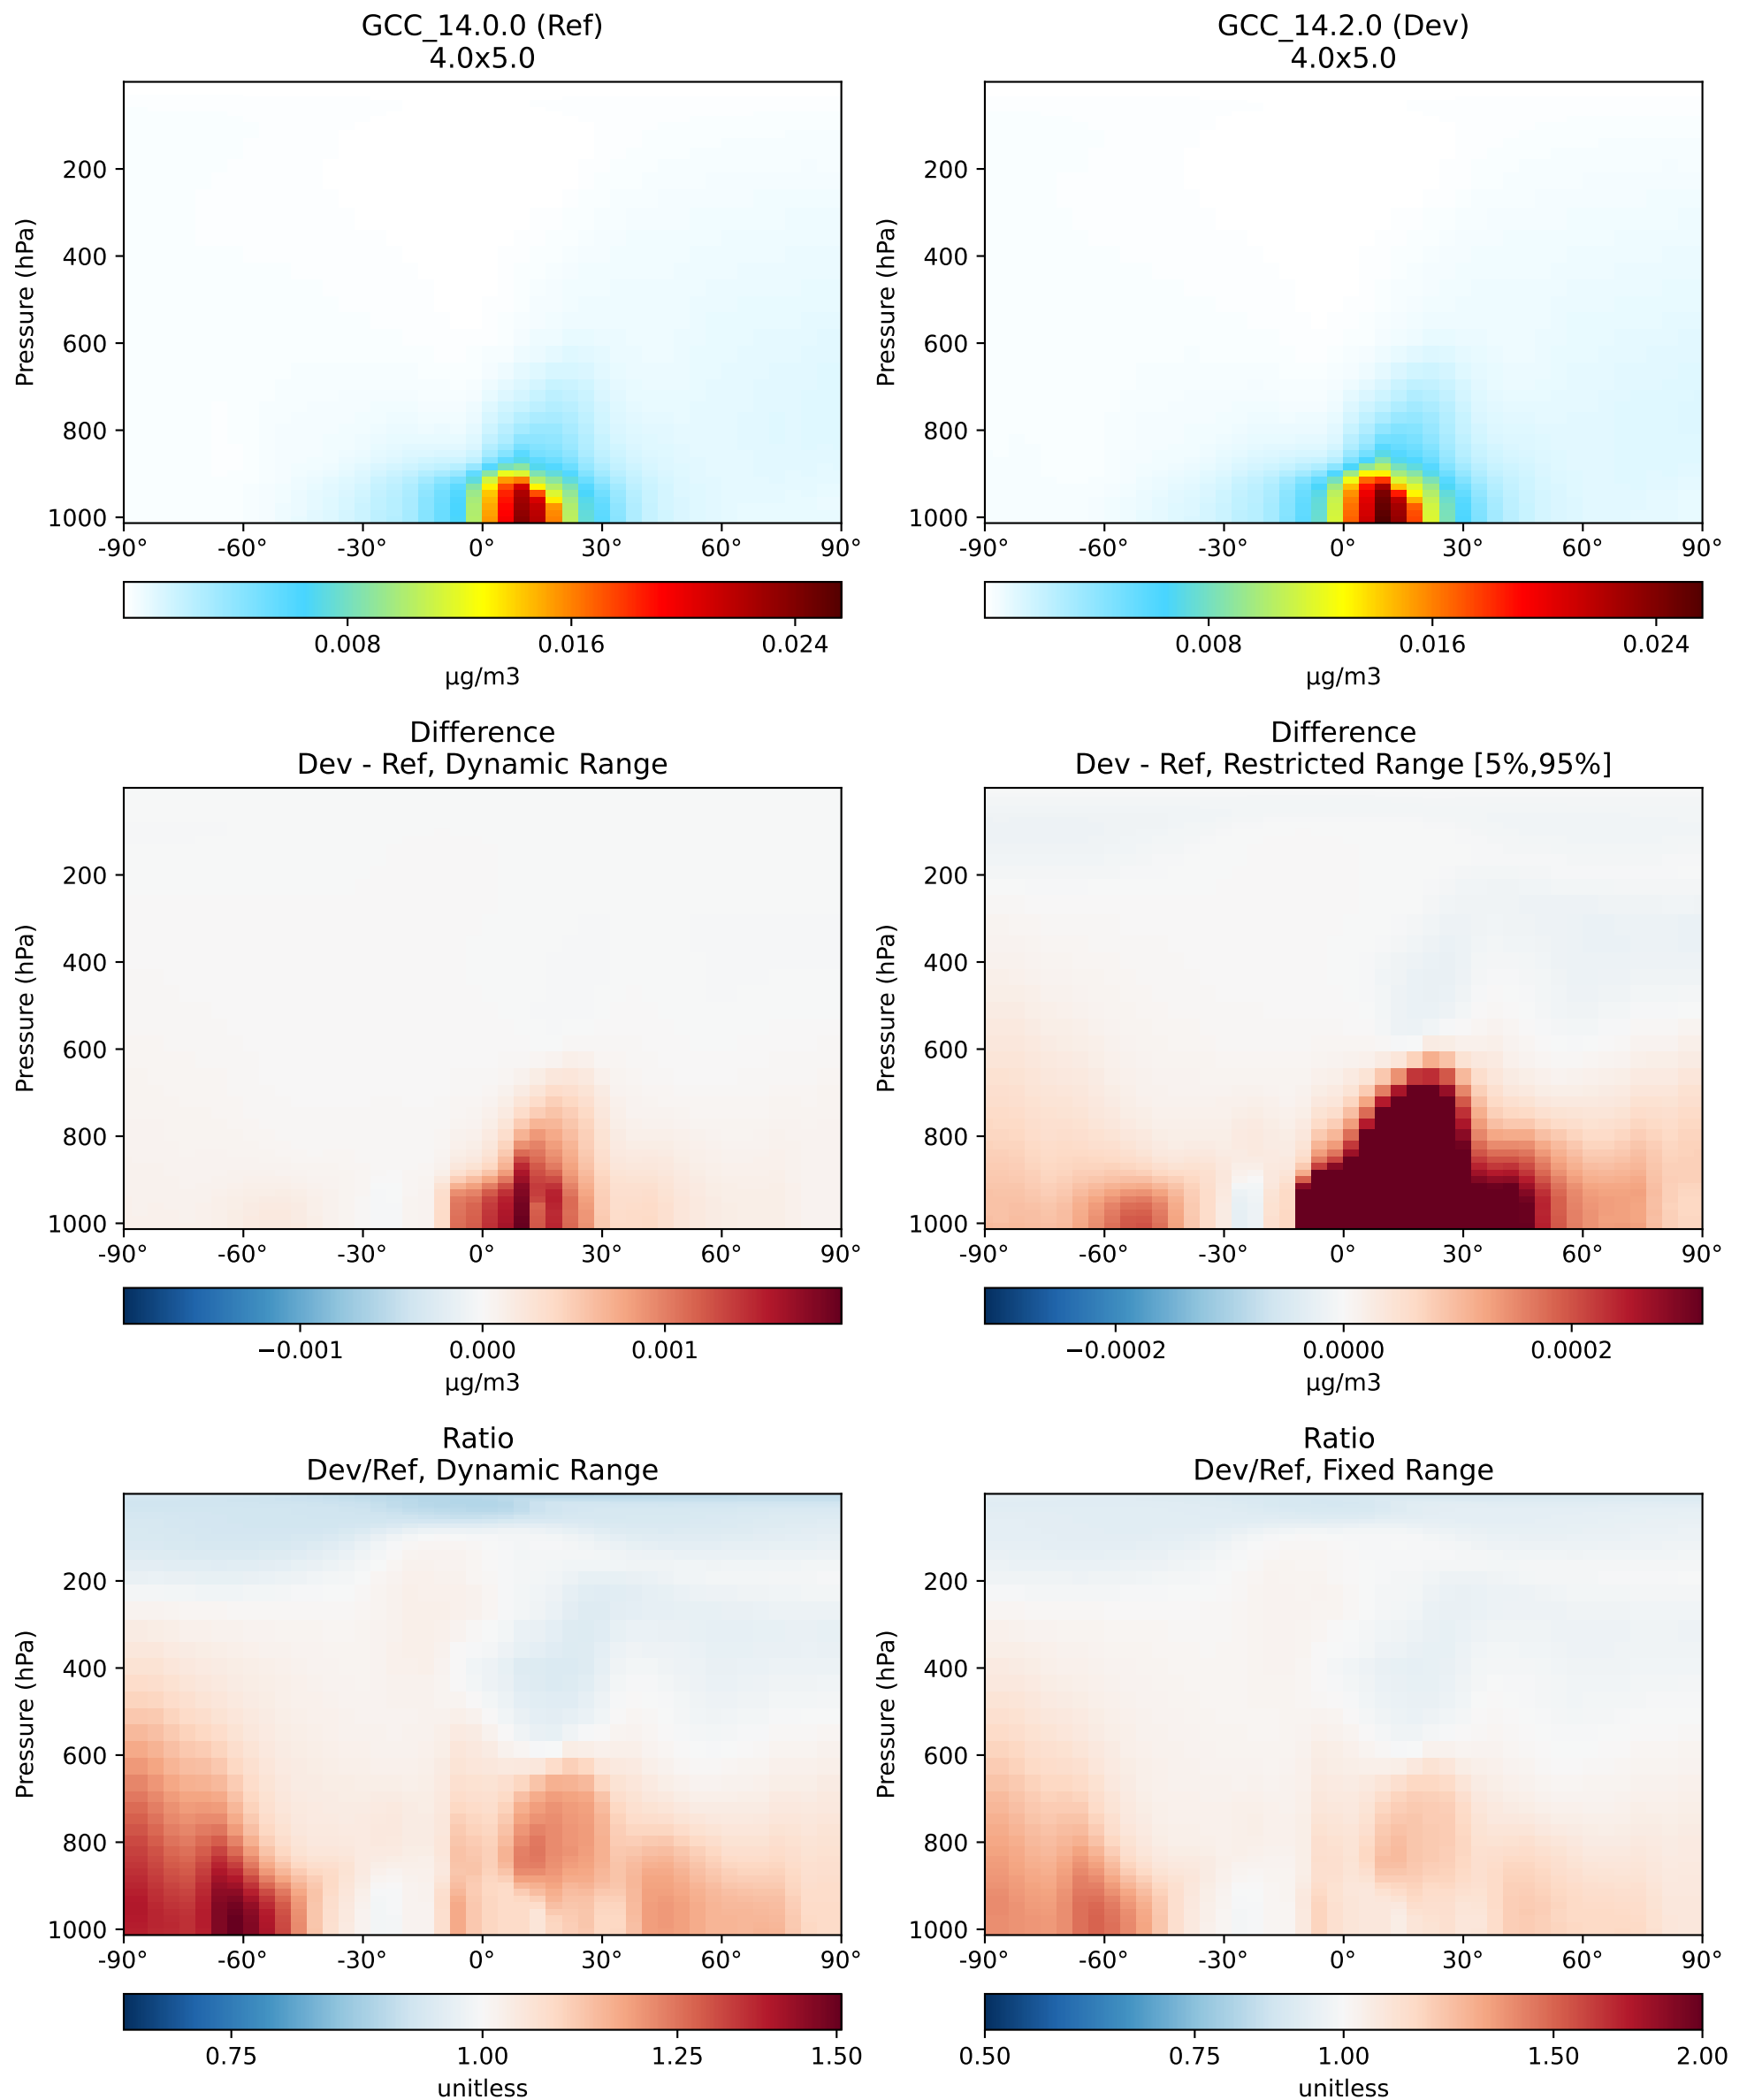 GCC_14.0.0 (Ref)
4.0x5.0
Pressure (hPa)
200
400
600
800
1000
-90° -60° -30° 0° 30° 60° 90°
0.008 0.016 0.024
µg/m3
GCC_14.2.0 (Dev)
4.0x5.0
Pressure (hPa)
200
400
600
800
1000
-90° -60° -30° 0° 30° 60° 90°
0.008 0.016 0.024
µg/m3
Difference
Dev - Ref, Dynamic Range
Pressure (hPa)
200
400
600
800
1000
-90° -60° -30° 0° 30° 60° 90°
−0.001 0.000 0.001
µg/m3
Difference
Dev - Ref, Restricted Range [5%,95%]
Pressure (hPa)
200
400
600
800
1000
-90° -60° -30° 0° 30° 60° 90°
−0.0002 0.0000 0.0002
µg/m3
Ratio
Dev/Ref, Dynamic Range
Pressure (hPa)
200
400
600
800
1000
-90° -60° -30° 0° 30° 60° 90°
0.75 1.00 1.25 1.50
unitless
Ratio
Dev/Ref, Fixed Range
Pressure (hPa)
200
400
600
800
1000
-90° -60° -30° 0° 30° 60° 90°
0.50 0.75 1.00 1.50 2.00
unitless